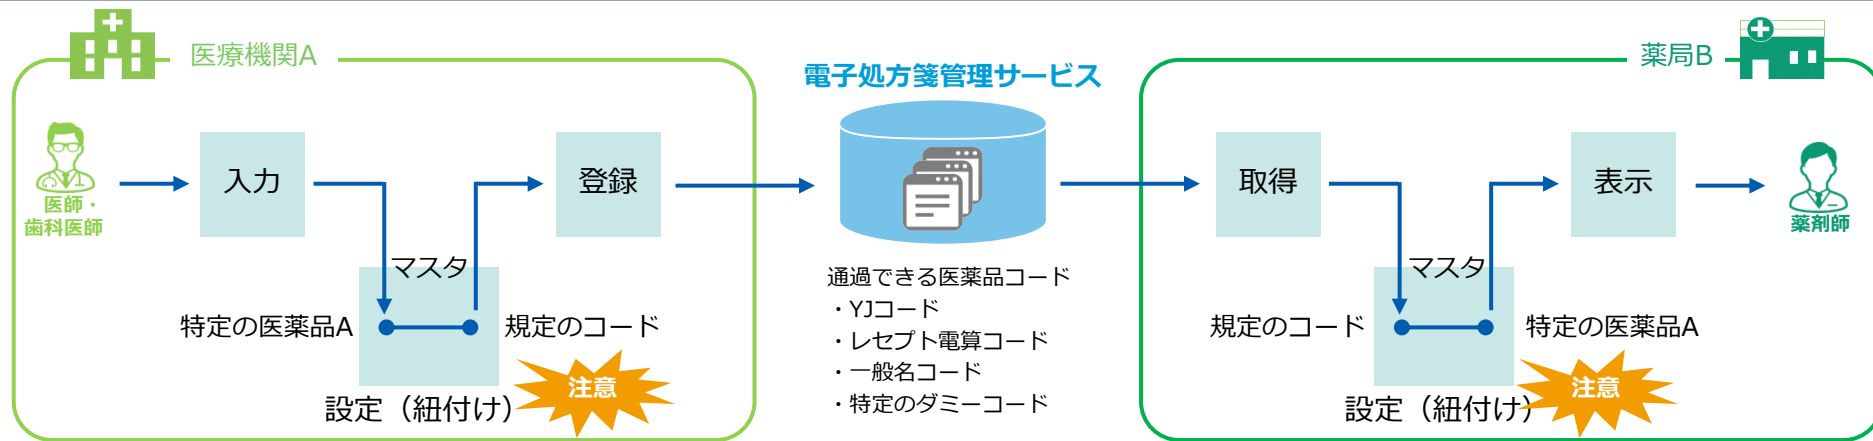 医療機関A
医師・
歯科医師
入力
マスタ
登録
特定の医薬品A
規定のコード
設定（紐付け）
注意
電子処方箋管理サービス
通過できる医薬品コード
・YJコード
・レセプト電算コード
・一般名コード
・特定のダミーコード
薬局B
取得
マスタ
表示
薬剤師
規定のコード
特定の医薬品A
設定（紐付け）
注意